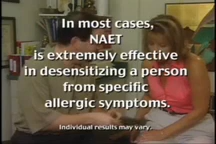 In most cases,
NAET
is extremely effective
in desensitizing a person
from specific
allergic symptoms.
Individual results may vary.